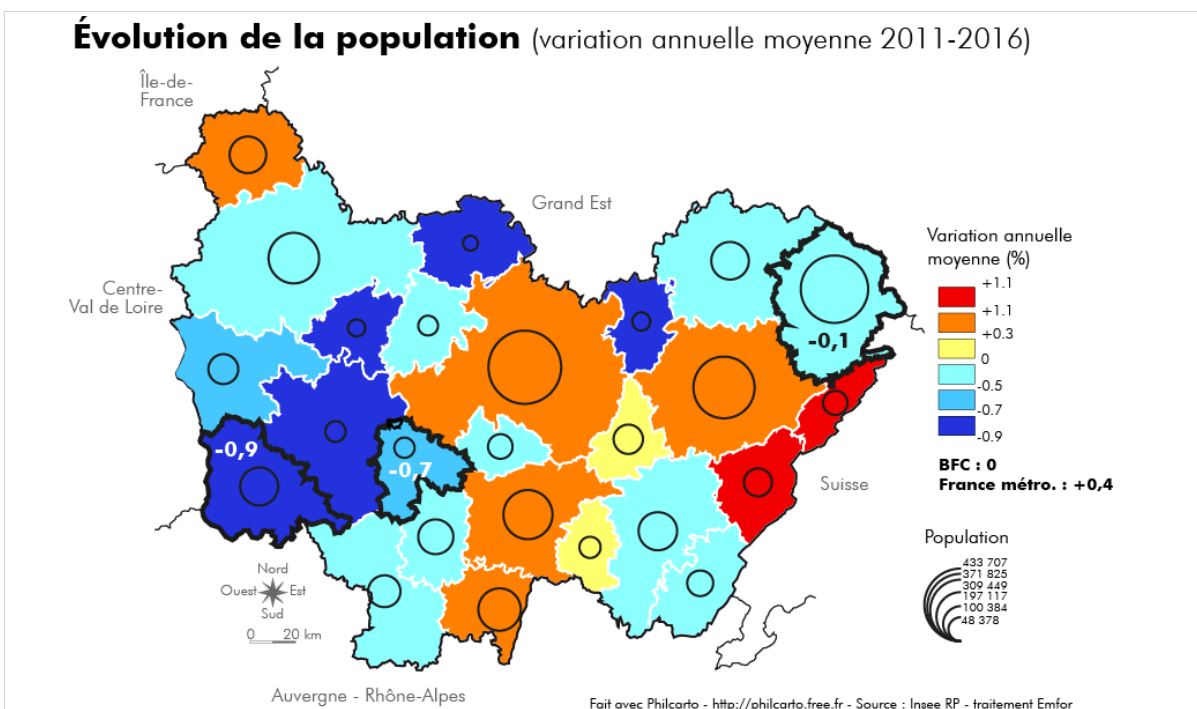 Évolution de la population (variation annuelle moyenne 2011-2016)
Île-de-
France
Grand Est
Centre-
Val de Loire
Variation annuelle
moyenne (%)
+1.1
+1.1
+0.3
0
-0.5
-0.7
-0.9
-0,1
-0,9
-0,7
BFC : 0
France métro. : +0,4
Suisse
Population
433 707
371 825
309 449
197 117
100 384
48 378
Nord
Ouest Est
Sud
0 20 km
Auvergne - Rhône-Alpes
Fait avec Philcarto - http://philcarto.free.fr - Source : Insee RP - traitement Emfor